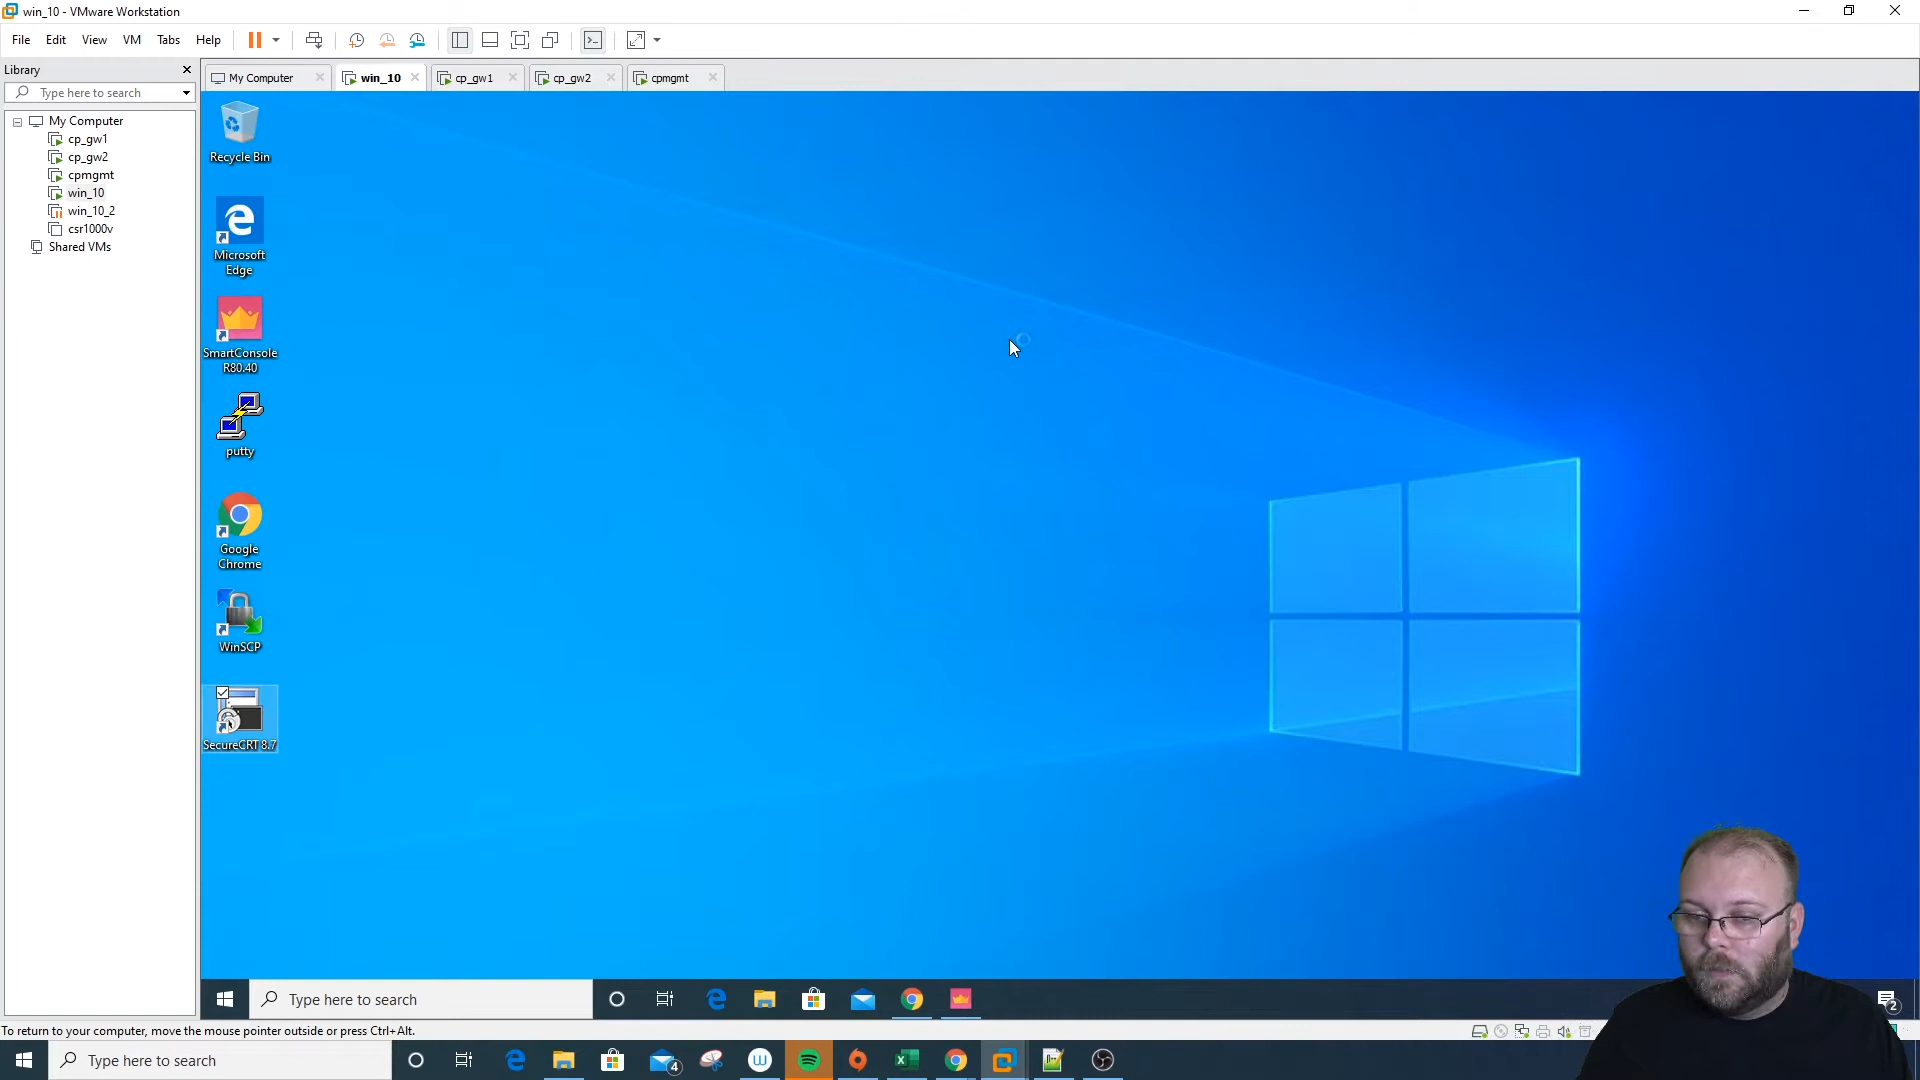 win_10 - VMware Workstation
File Edit View VM Tabs Help
Library
Type here to search
My Computer
cp_gw1
cp_gw2
cpmgmt
win_10
win_10_2
csr1000v
Shared VMs
My Computer win_10 cp_gw1 cp_gw2 cpmgmt
Recycle Bin
Microsoft
Edge
SmartConsole
R80.40
putty
Google
Chrome
WinSCP
SecureCRT 8.7
Type here to search
2
To return to your computer, move the mouse pointer outside or press Ctrl+Alt.
Type here to search
4